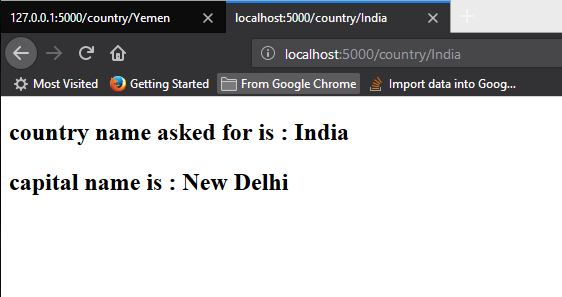 127.0.0.1:5000/country/Yemen
localhost:5000/country/India
localhost:5000/country/India
Most Visited
Getting Started
From Google Chrome
Import data into Goog...
country name asked for is : India
capital name is : New Delhi